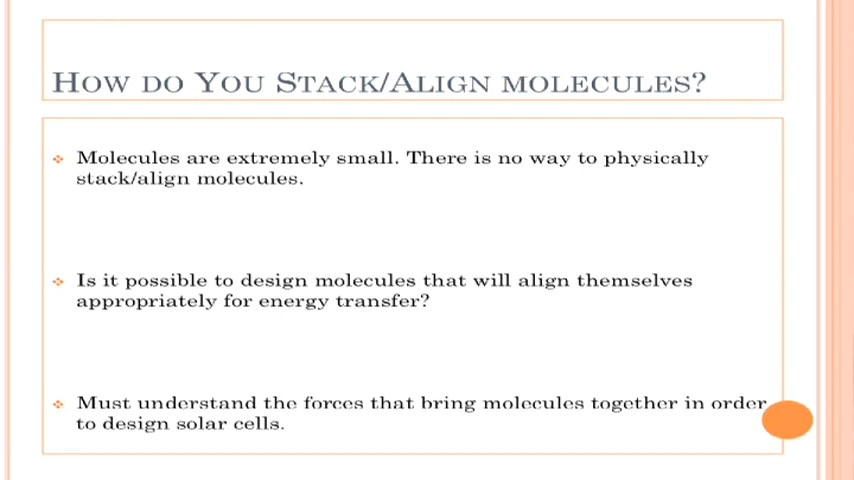 How do You Stack/Align molecules?
Molecules are extremely small. There is no way to physically
stack/align molecules.
Is it possible to design molecules that will align themselves
appropriately for energy transfer?
Must understand the forces that bring molecules together in order
to design solar cells.